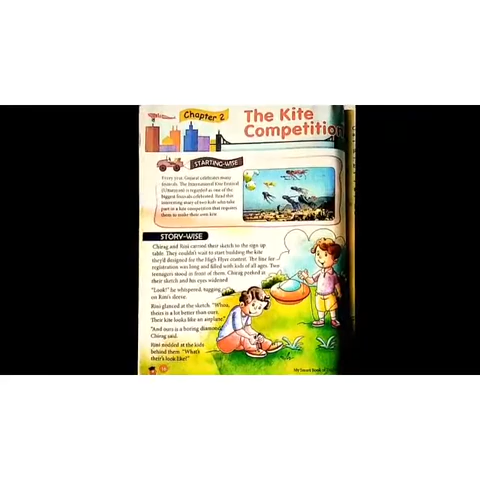 Chapter 2
The Kite
Competition
STARTING-WISE
Every year, Gujarat celebrates many
festivals. The International Kite Festival
(Uttarayan) is regarded as one of the
biggest festivals celebrated. Read this
interesting story of two kids who take
part in a kite competition that requires
them to make their own kite.
STORY-WISE
Chirag and Rini carried their sketch to the sign up
table. They couldn't wait to start building the kite
they'd designed for the High Flyer contest. The line for
registration was long and filled with kids of all ages. Two
teenagers stood in front of them. Chirag peeked at
their sketch and his eyes widened.
"Look!" he whispered, tugging
on Rini's sleeve.
Rini glanced at the sketch. "Whoa,
theirs is a lot better than ours.
Their kite looks like an airplane."
"And ours is a boring diamond,"
Chirag said.
Rini nodded at the kids
behind them. "What's
theirs look like?"
My Smart Book of